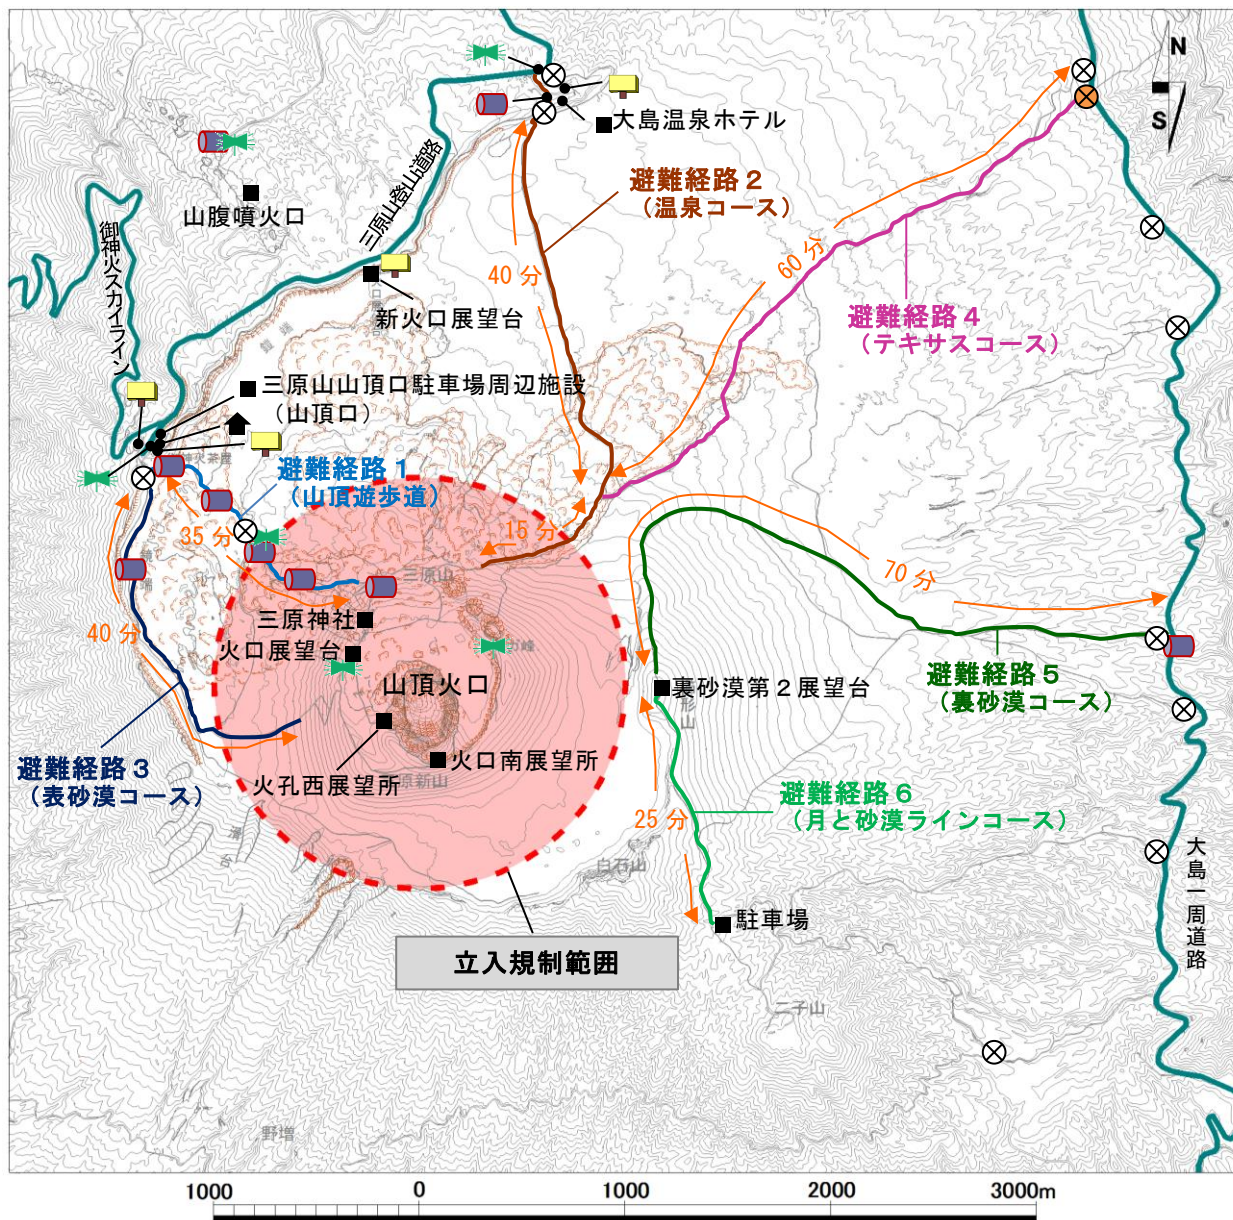 N
S
大島温泉ホテル
三原山登山道路
山腹噴火口
御神火スカイライン
避難経路2
(温泉コース)
40 分
60 分
新火口展望台
避難経路4
(テキサスコース)
三原山山頂口駐車場周辺施設
(山頂口)
避難経路1
(山頂遊歩道)
35 分
15 分
70 分
三原山
三原神社
火口展望台
40 分
山頂火口
裏砂漠第2展望台
避難経路5
(裏砂漠コース)
火口南展望所
火孔西展望所
避難経路3
(表砂漠コース)
25 分
避難経路6
(月と砂漠ラインコース)
白石山
大島一周道路
駐車場
立入規制範囲
二子山
野増
1000 0 1000 2000 3000m